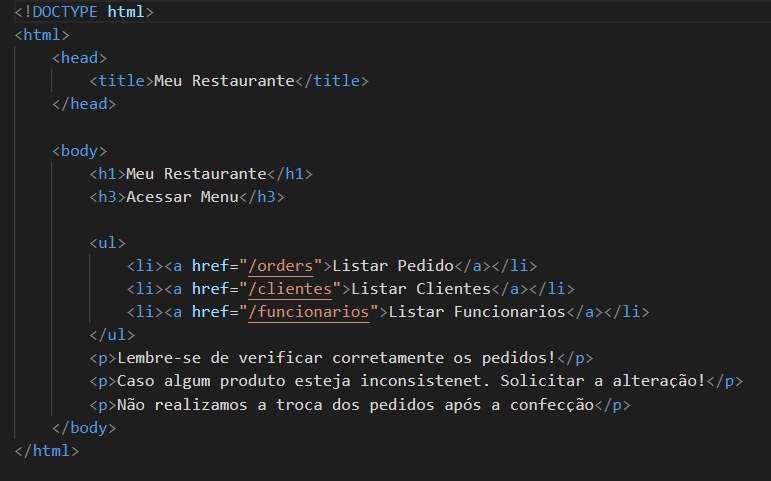 <!DOCTYPE html>
<html>
<head>
<title>Meu Restaurante</title>
</head>
<body>
<h1>Meu Restaurante</h1>
<h3>Acessar Menu</h3>
<ul>
<li><a href="/orders">Listar Pedido</a></li>
<li><a href="/clientes">Listar Clientes</a></li>
<li><a href="/funcionarios">Listar Funcionarios</a></li>
</ul>
<p>Lembre-se de verificar corretamente os pedidos!</p>
<p>Caso algum produto esteja inconsistenet. Solicitar a alteração!</p>
<p>Não realizamos a troca dos pedidos após a confecção</p>
</body>
</html>